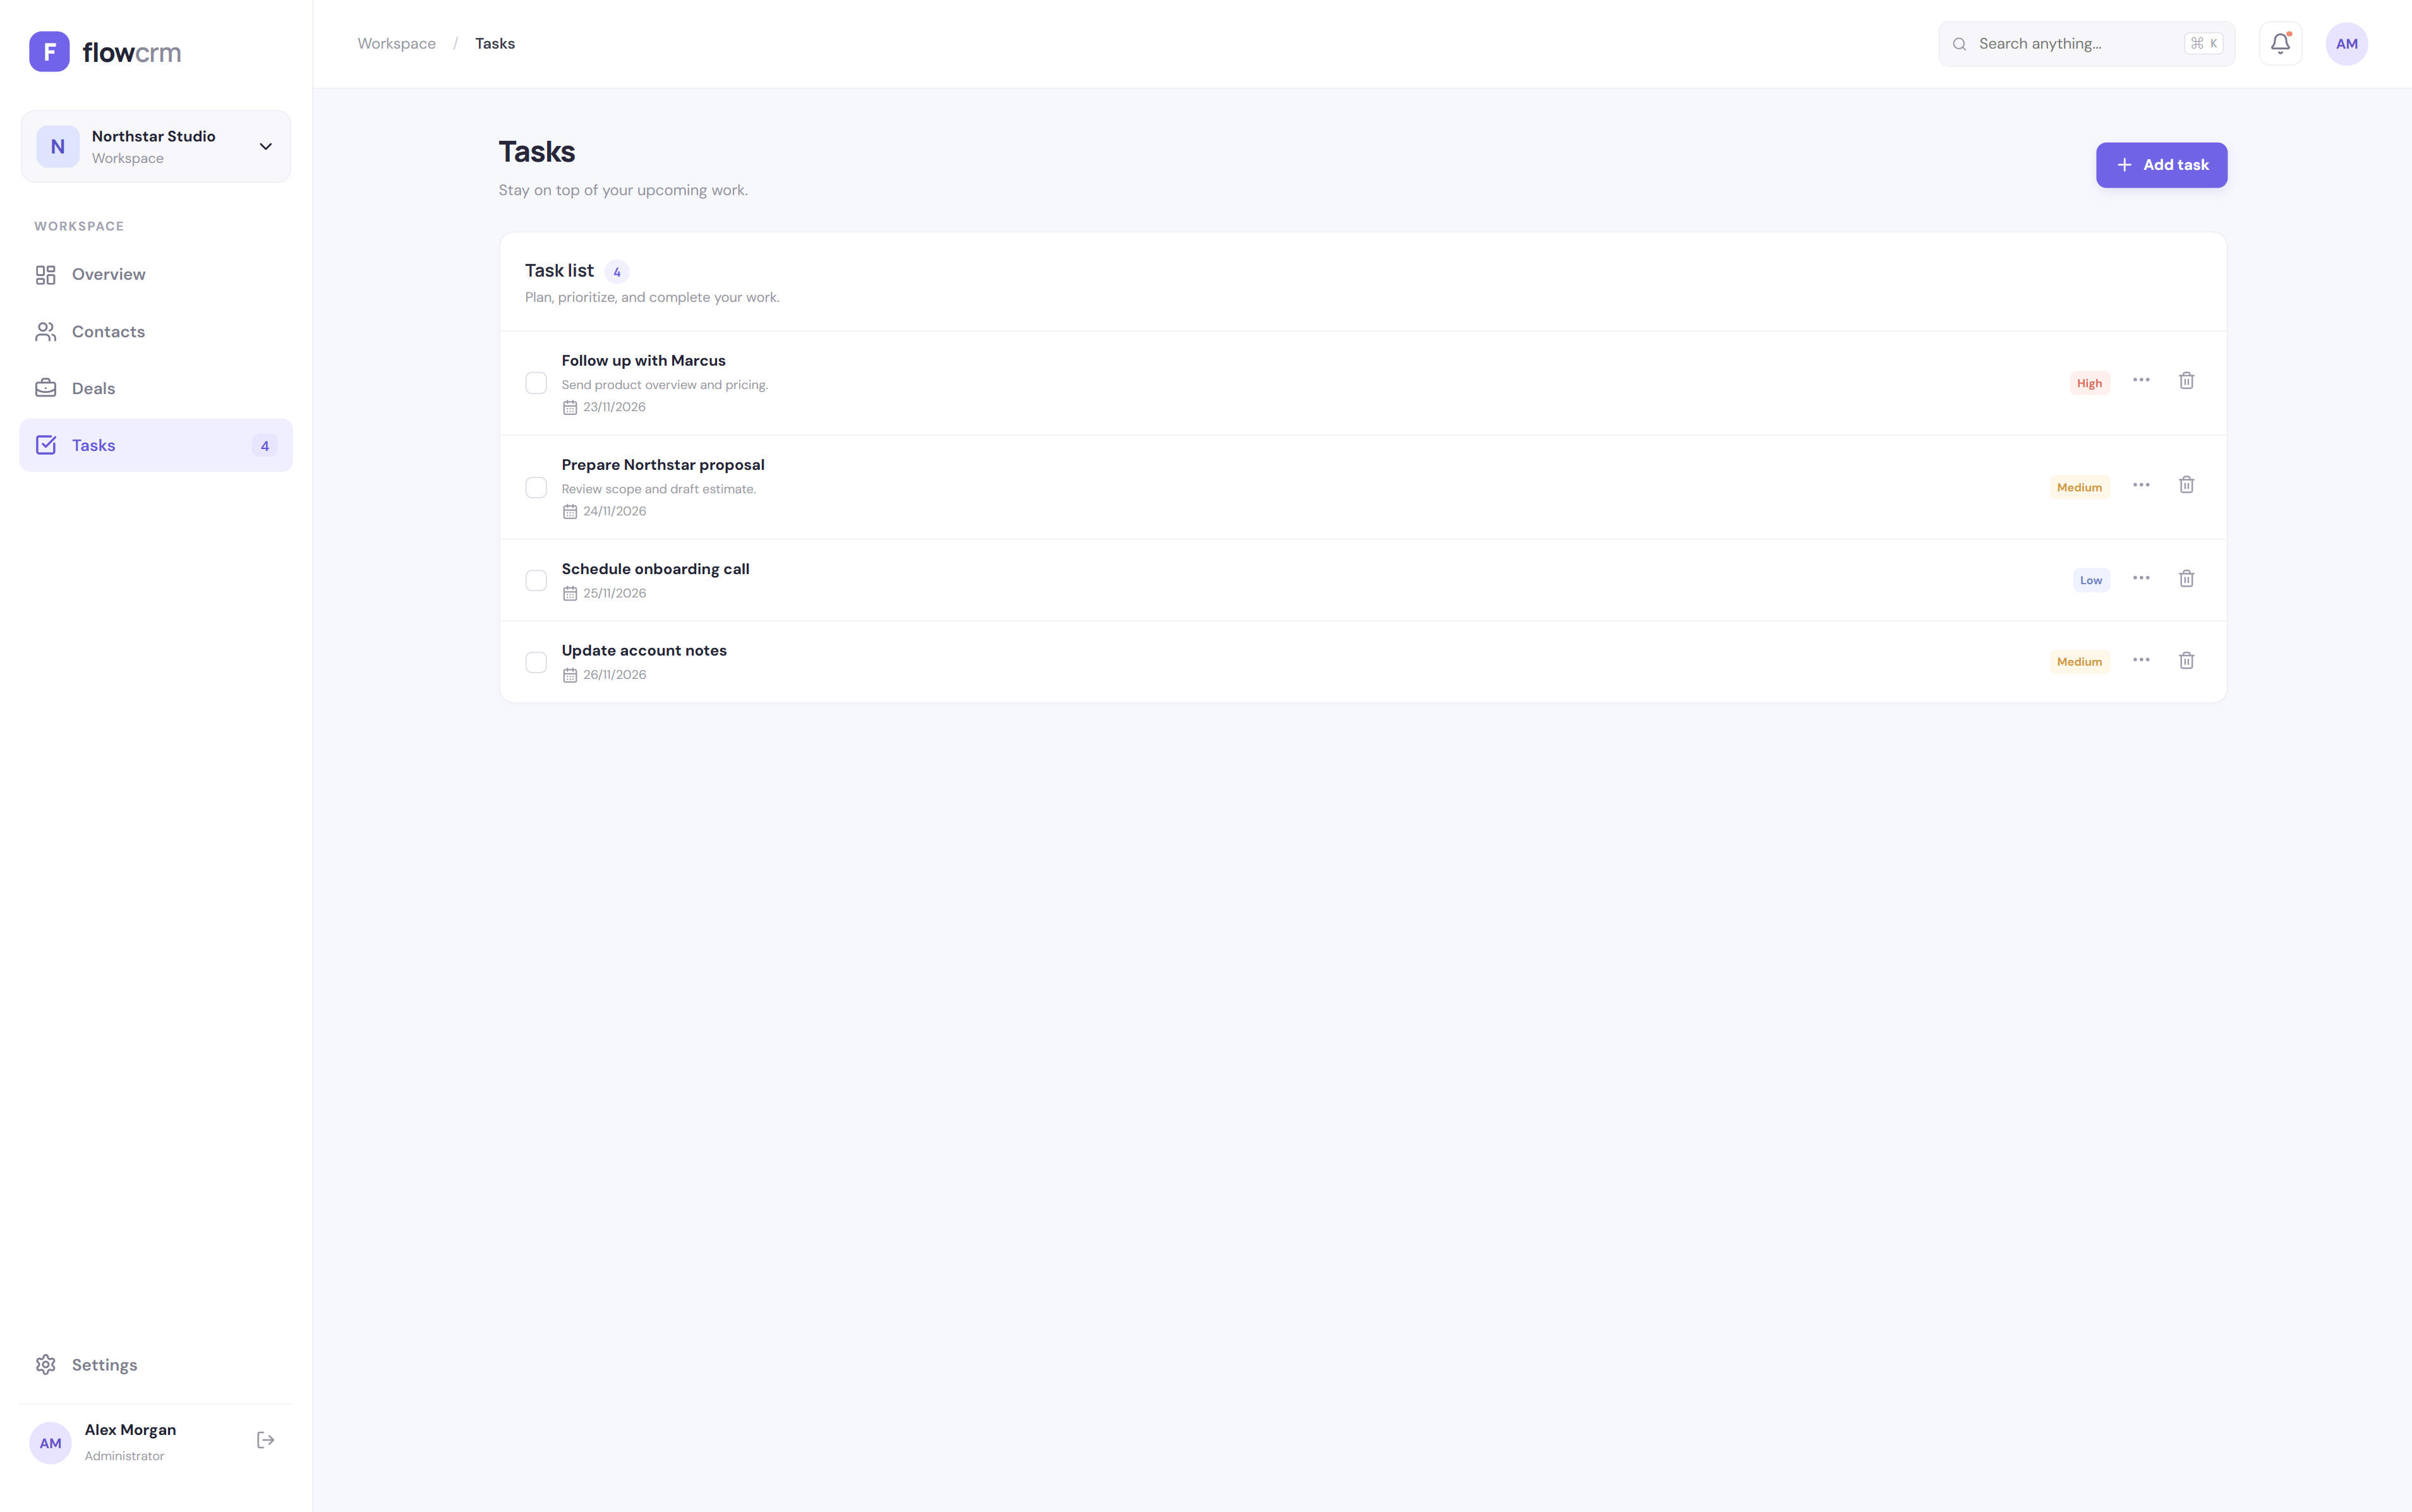 F flowcrm
N Northstar Studio
Workspace
WORKSPACE
Overview
Contacts
Deals
Tasks 4
Settings
AM Alex Morgan
Administrator
Workspace / Tasks
Search anything... ⌘ K
AM
Tasks
Stay on top of your upcoming work.
Add task
Task list 4
Plan, prioritize, and complete your work.
Follow up with Marcus
Send product overview and pricing.
23/11/2026
High
Prepare Northstar proposal
Review scope and draft estimate.
24/11/2026
Medium
Schedule onboarding call
25/11/2026
Low
Update account notes
26/11/2026
Medium